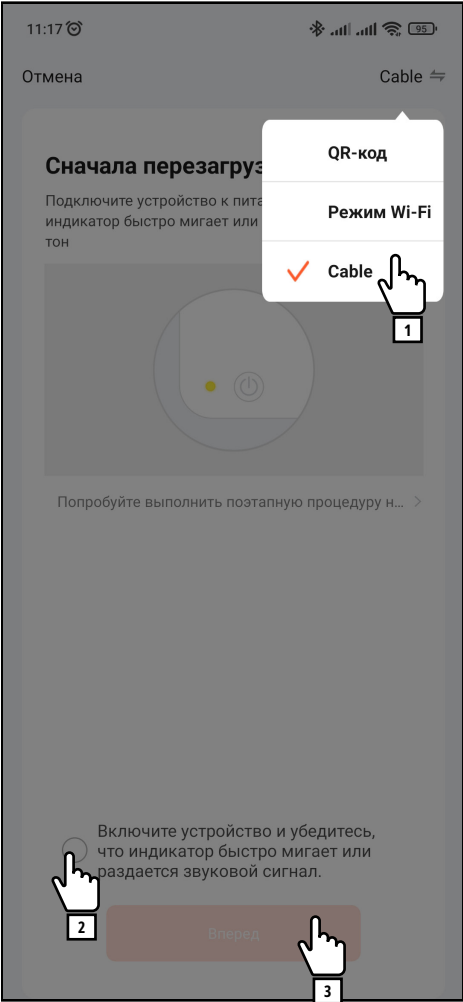 11:17
95
Отмена
Cable
QR-код
Режим Wi-Fi
Cable
1
Сначала перезагруз
Подключите устройство к пита
индикатор быстро мигает или
тон
Попробуйте выполнить поэтапную процедуру н...
Включите устройство и убедитесь,
что индикатор быстро мигает или
раздается звуковой сигнал.
2
Вперед
3